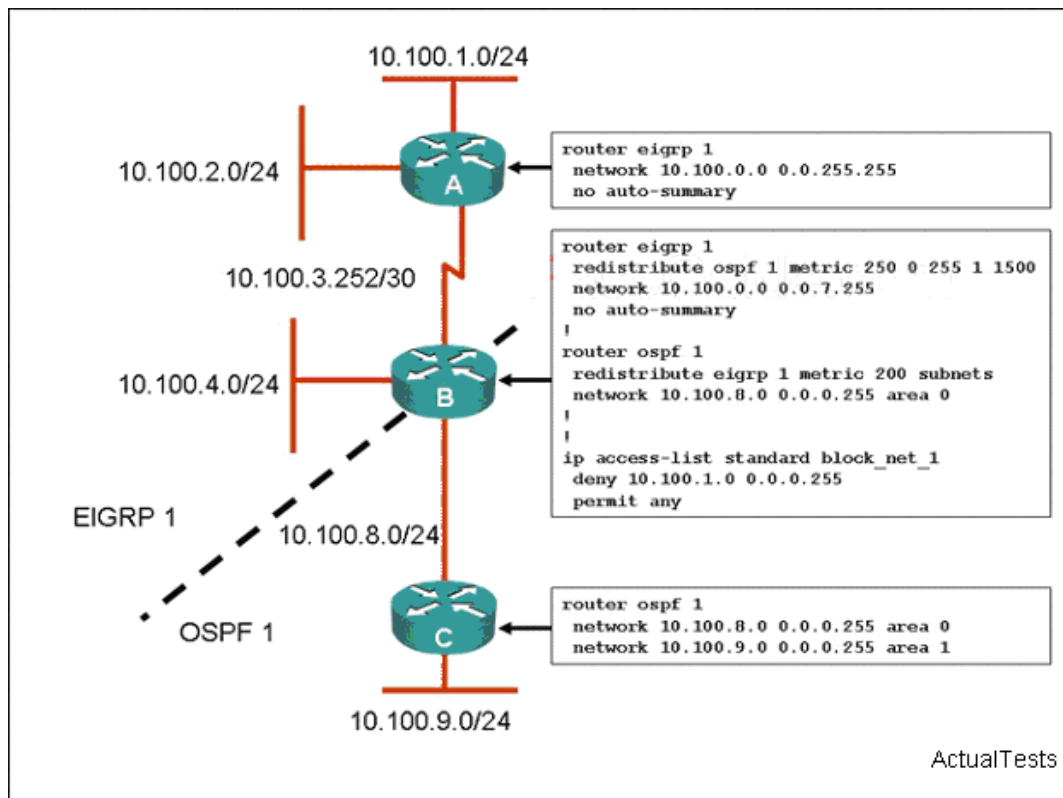 10.100.1.0/24
10.100.2.0/24
A
router eigrp 1
network 10.100.0.0 0.0.255.255
no auto-summary
10.100.3.252/30
10.100.4.0/24
B
router eigrp 1
redistribute ospf 1 metric 250 0 255 1 1500
network 10.100.0.0 0.0.7.255
no auto-summary
!
router ospf 1
redistribute eigrp 1 metric 200 subnets
network 10.100.8.0 0.0.0.255 area 0
!
!
ip access-list standard block_net_1
deny 10.100.1.0 0.0.0.255
permit any
EIGRP 1
10.100.8.0/24
OSPF 1
C
router ospf 1
network 10.100.8.0 0.0.0.255 area 0
network 10.100.9.0 0.0.0.255 area 1
10.100.9.0/24
ActualTests